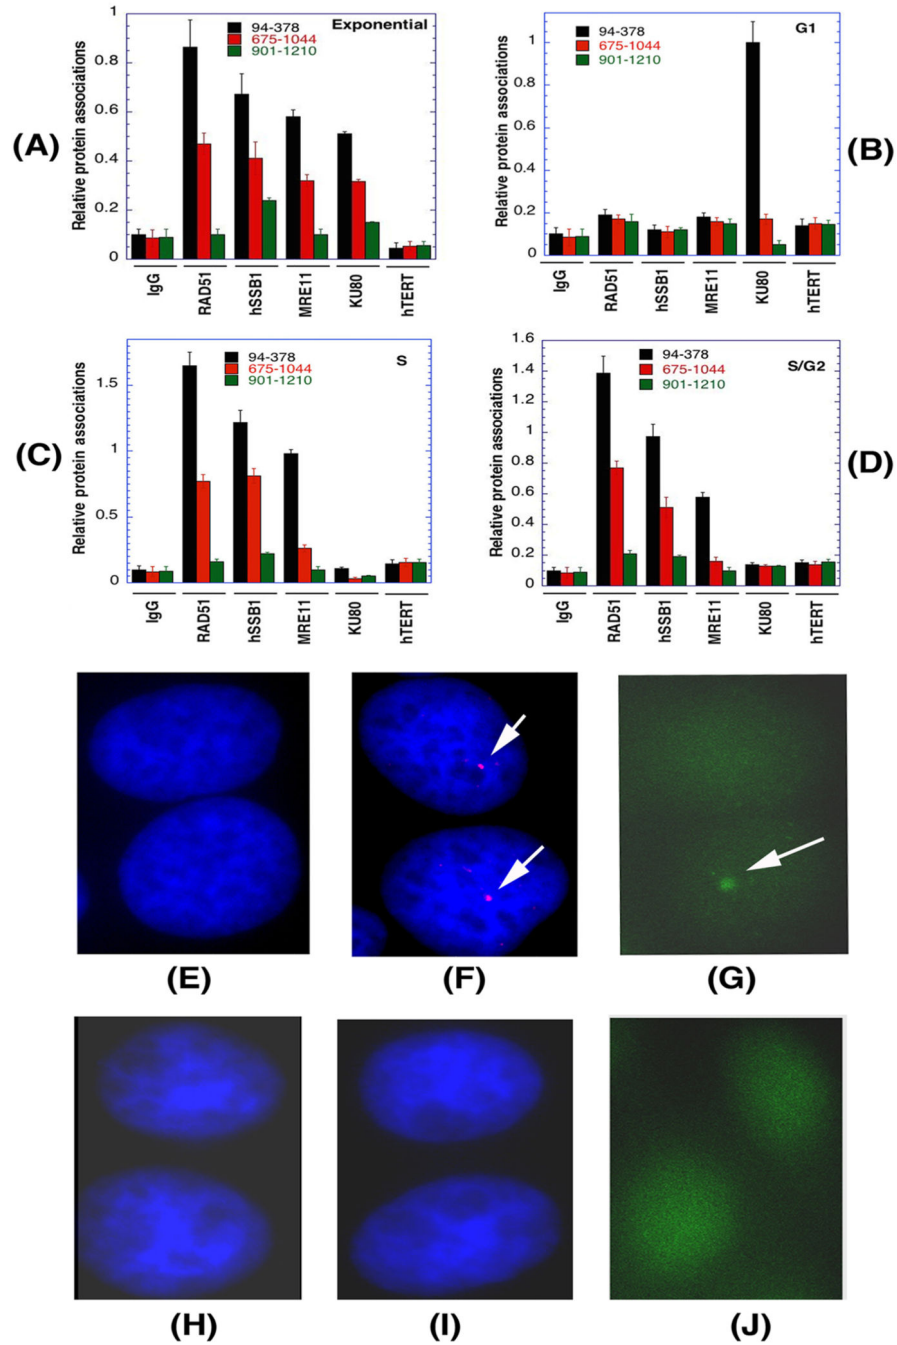 (A)
Relative protein associations
1
0.8
0.6
0.4
0.2
0
Exponential
94-378
675-1044
901-1210
IgG
RAD51
hSSB1
MRE11
KU80
hTERT
(B)
Relative protein associations
1
0.8
0.6
0.4
0.2
0
G1
94-378
675-1044
901-1210
IgG
RAD51
hSSB1
MRE11
KU80
hTERT
(C)
Relative protein associations
1.5
1
0.5
0
S
94-378
675-1044
901-1210
IgG
RAD51
hSSB1
MRE11
KU80
hTERT
(D)
Relative protein associations
1.6
1.4
1.2
1
0.8
0.6
0.4
0.2
0
S/G2
94-378
675-1044
901-1210
IgG
RAD51
hSSB1
MRE11
KU80
hTERT
(E)
(F)
(G)
(H)
(I)
(J)